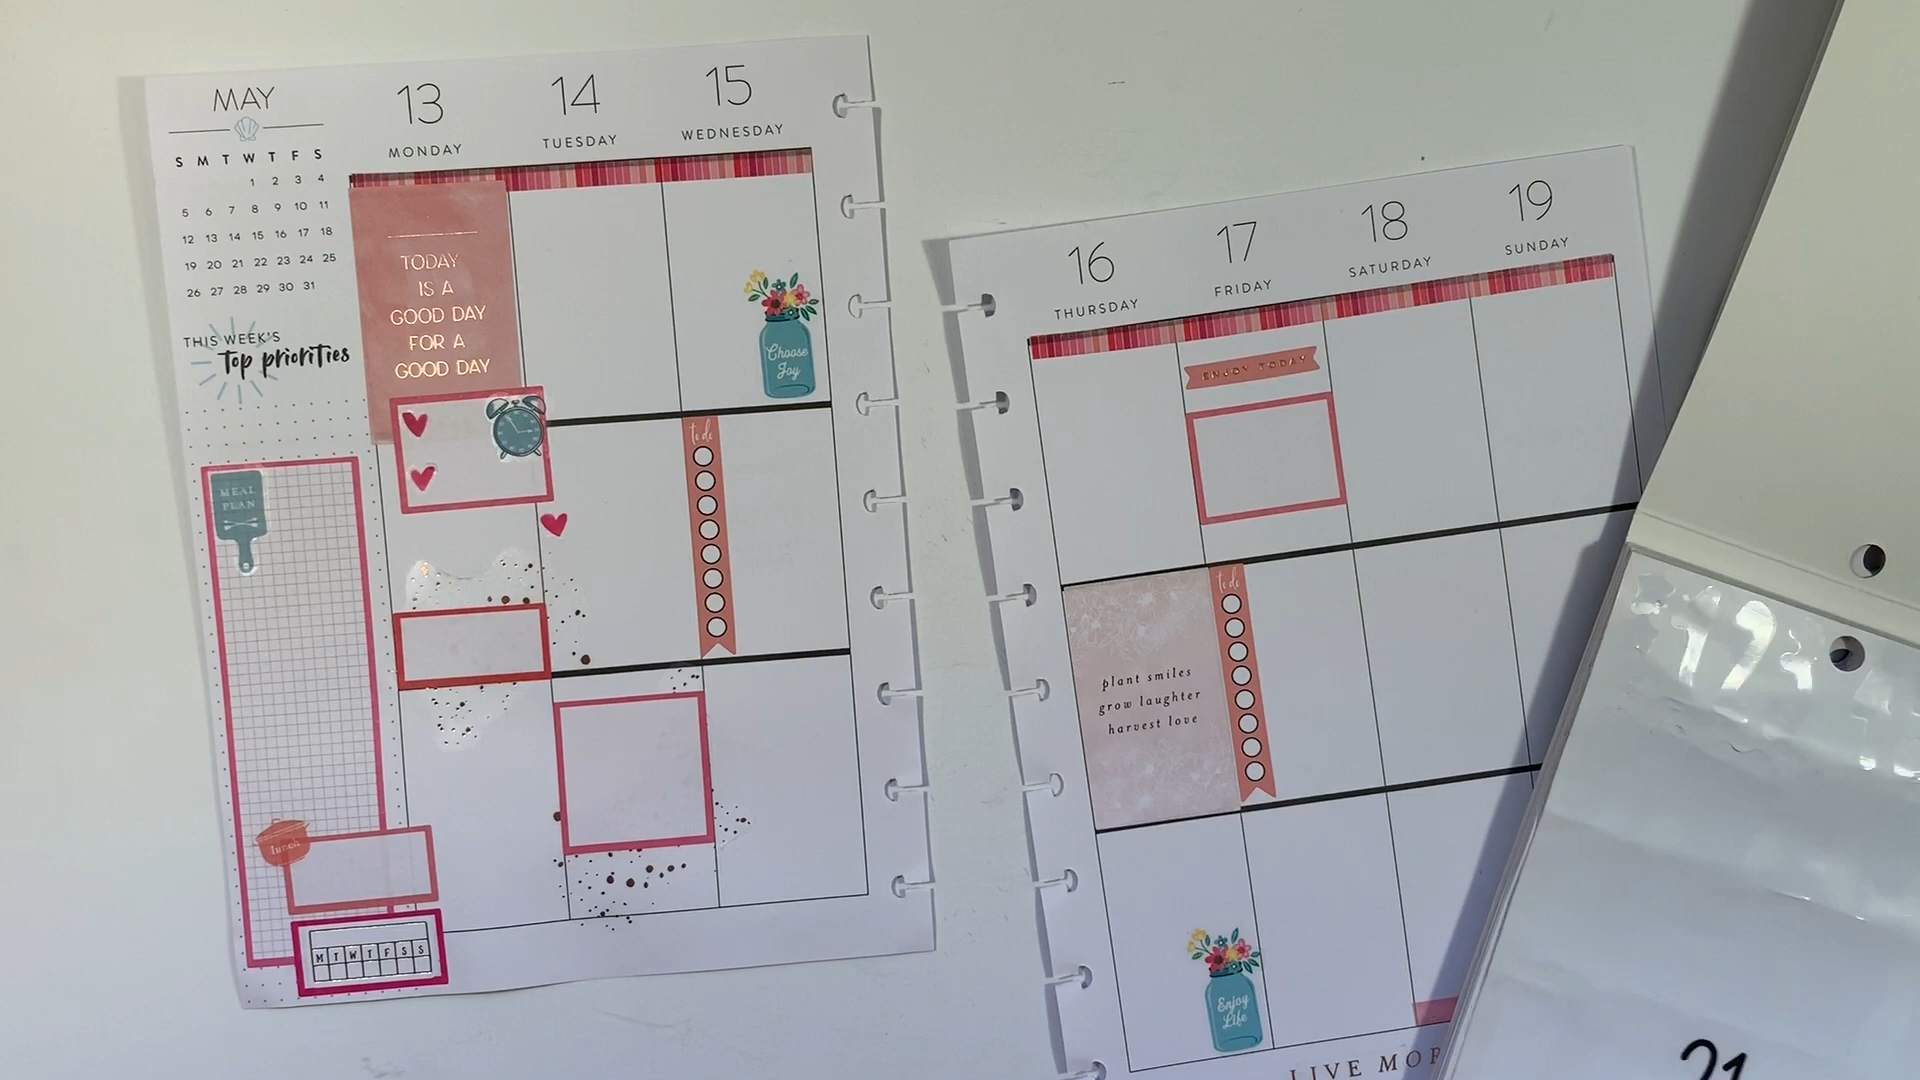 MAY
S M T W T F S
1 2 3 4
5 6 7 8 9 10 11
12 13 14 15 16 17 18
19 20 21 22 23 24 25
26 27 28 29 30 31
THIS WEEK'S
Top priorities
MEAL
PLAN
lunch
M T W T F S S
13
MONDAY
TODAY
IS A
GOOD DAY
FOR A
GOOD DAY
14
TUESDAY
15
WEDNESDAY
Choose
Joy
to do
16
THURSDAY
plant smiles
grow laughter
harvest love
Enjoy
Life
17
FRIDAY
ENJOY TODAY
to do
18
SATURDAY
19
SUNDAY
LIVE
21